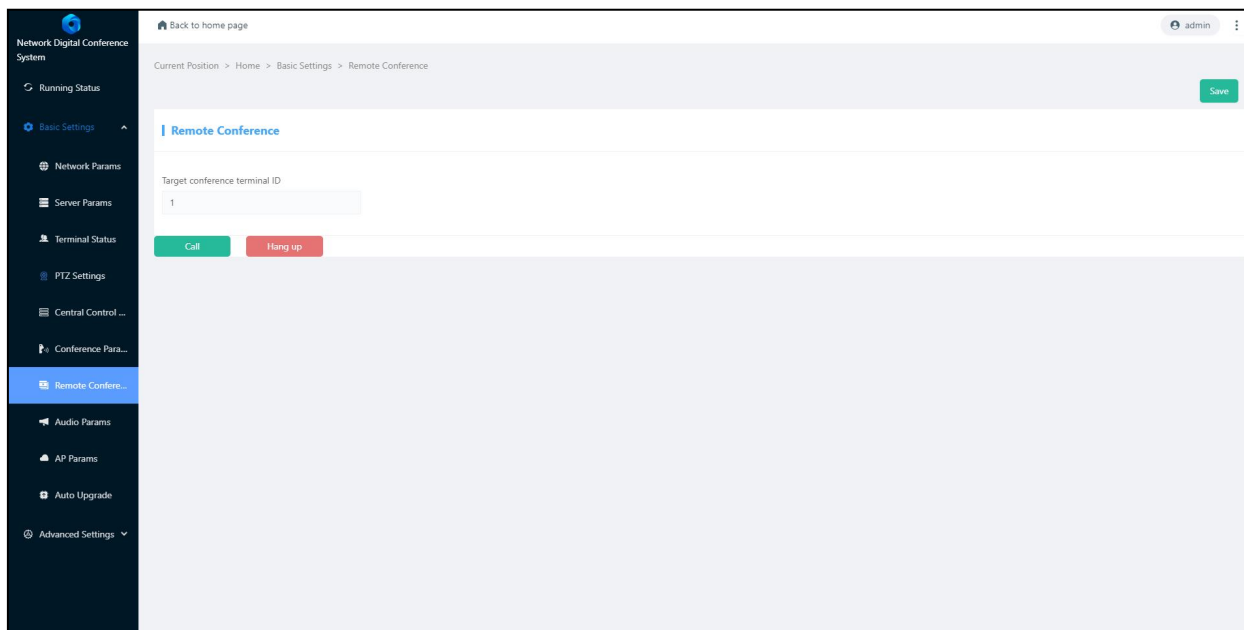 Network Digital Conference
System
Running Status
Basic Settings
Network Params
Server Params
Terminal Status
PTZ Settings
Central Control ...
Conference Para...
Remote Confere...
Audio Params
AP Params
Auto Upgrade
Advanced Settings
Back to home page
admin
Current Position > Home > Basic Settings > Remote Conference
Save
Remote Conference
Target conference terminal ID
1
Call
Hang up